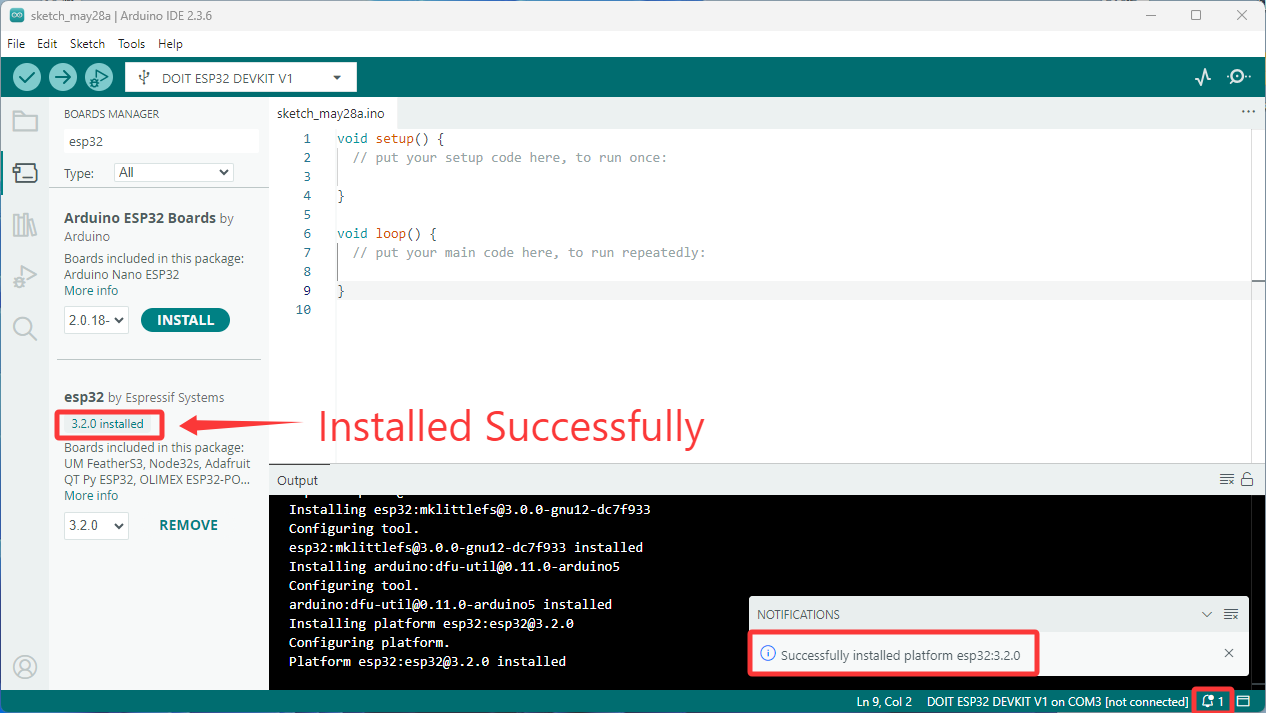 sketch_may28a | Arduino IDE 2.3.6
File Edit Sketch Tools Help
DOIT ESP32 DEVKIT V1
BOARDS MANAGER
esp32
Type: All
Arduino ESP32 Boards by
Arduino
Boards included in this package:
Arduino Nano ESP32
More info
2.0.18- INSTALL
esp32 by Espressif Systems
3.2.0 installed
Boards included in this package:
UM FeatherS3, Node32s, Adafruit
QT Py ESP32, OLIMEX ESP32-PO...
More info
3.2.0 REMOVE
sketch_may28a.ino
1 void setup() {
2 // put your setup code here, to run once:
3
4 }
5
6 void loop() {
7 // put your main code here, to run repeatedly:
8
9 }
10
Installed Successfully
Output
Installing esp32:mklittlefs@3.0.0-gnu12-dc7f933
Configuring tool.
esp32:mklittlefs@3.0.0-gnu12-dc7f933 installed
Installing arduino:dfu-util@0.11.0-arduino5
Configuring tool.
arduino:dfu-util@0.11.0-arduino5 installed
Installing platform esp32:esp32@3.2.0
Configuring platform.
Platform esp32:esp32@3.2.0 installed
NOTIFICATIONS
Successfully installed platform esp32:3.2.0
Ln 9, Col 2 DOIT ESP32 DEVKIT V1 on COM3 [not connected] 1